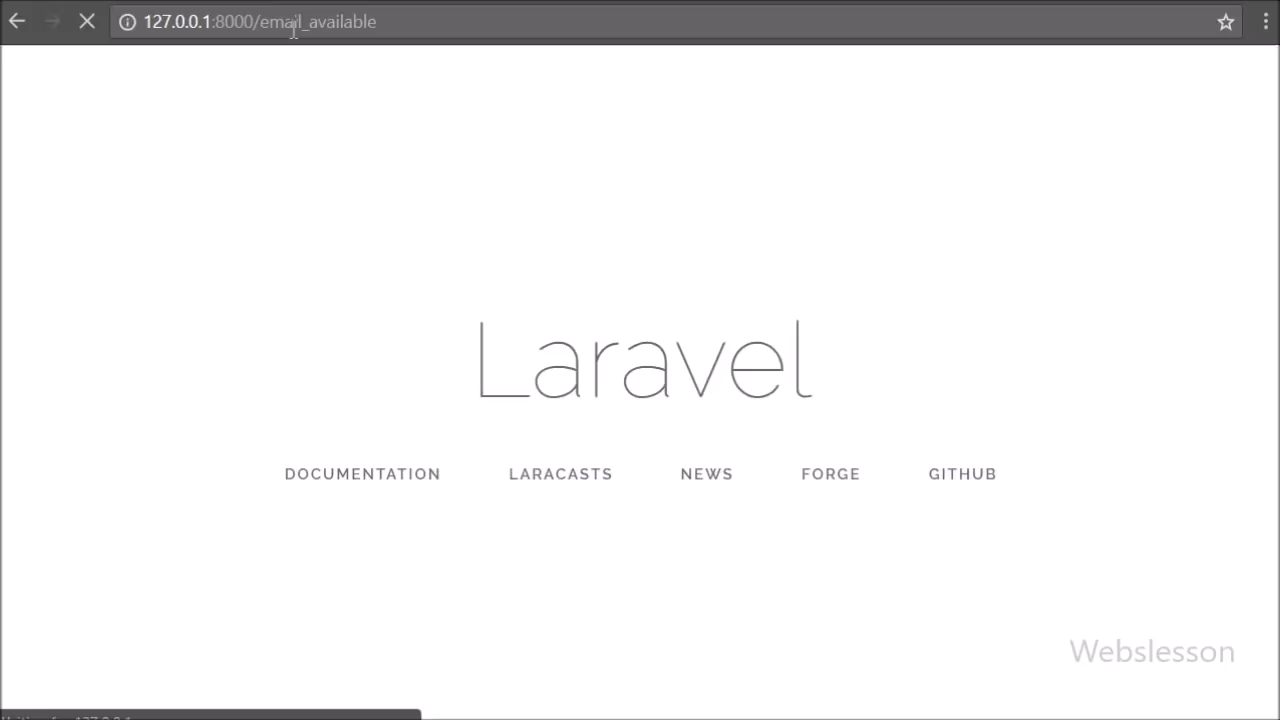 127.0.0.1:8000/email_available
Laravel
DOCUMENTATION LARACASTS NEWS FORGE GITHUB
Webslesson